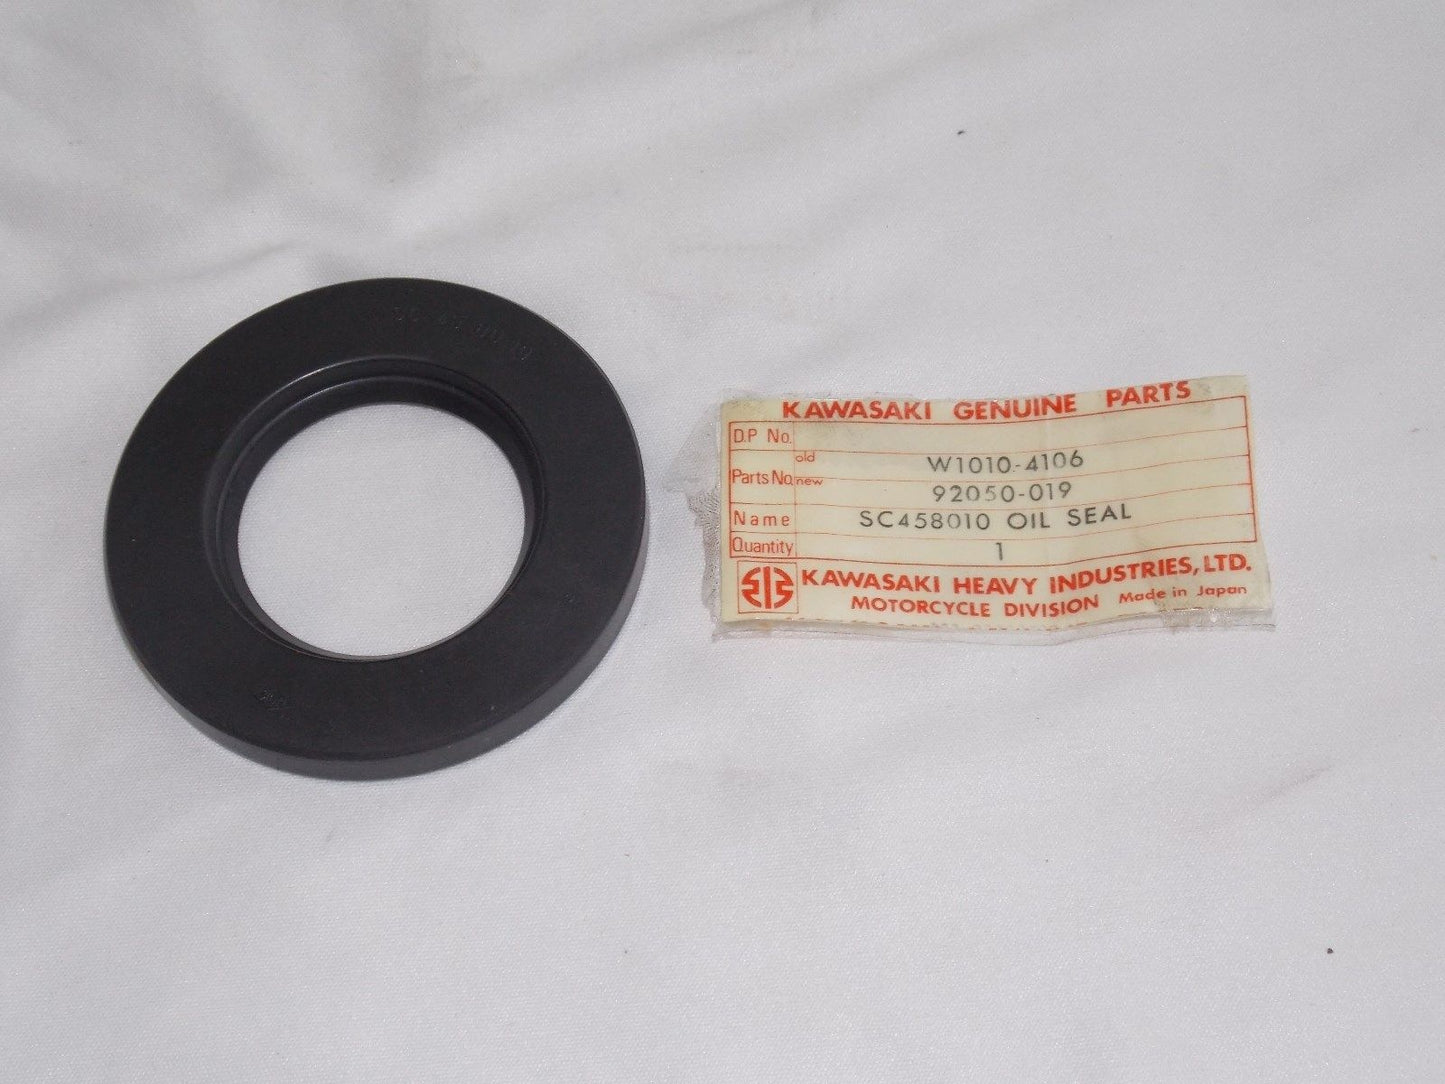 KAWASAKI GENUINE PARTS
D.P No.
Parts No. old W1010-4106
new 92050-019
Name SC458010 OIL SEAL
Quantity 1
KAWASAKI HEAVY INDUSTRIES, LTD.
MOTORCYCLE DIVISION Made in Japan